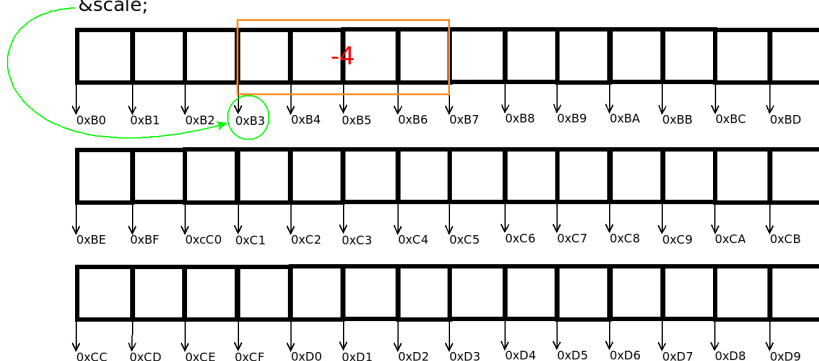 &scale;
-4
0xB0 0xB1 0xB2 0xB3 0xB4 0xB5 0xB6 0xB7 0xB8 0xB9 0xBA 0xBB 0xBC 0xBD
0xBE 0xBF 0xcC0 0xC1 0xC2 0xC3 0xC4 0xC5 0xC6 0xC7 0xC8 0xC9 0xCA 0xCB
0xCC 0xCD 0xCE 0xCF 0xD0 0xD1 0xD2 0xD3 0xD4 0xD5 0xD6 0xD7 0xD8 0xD9